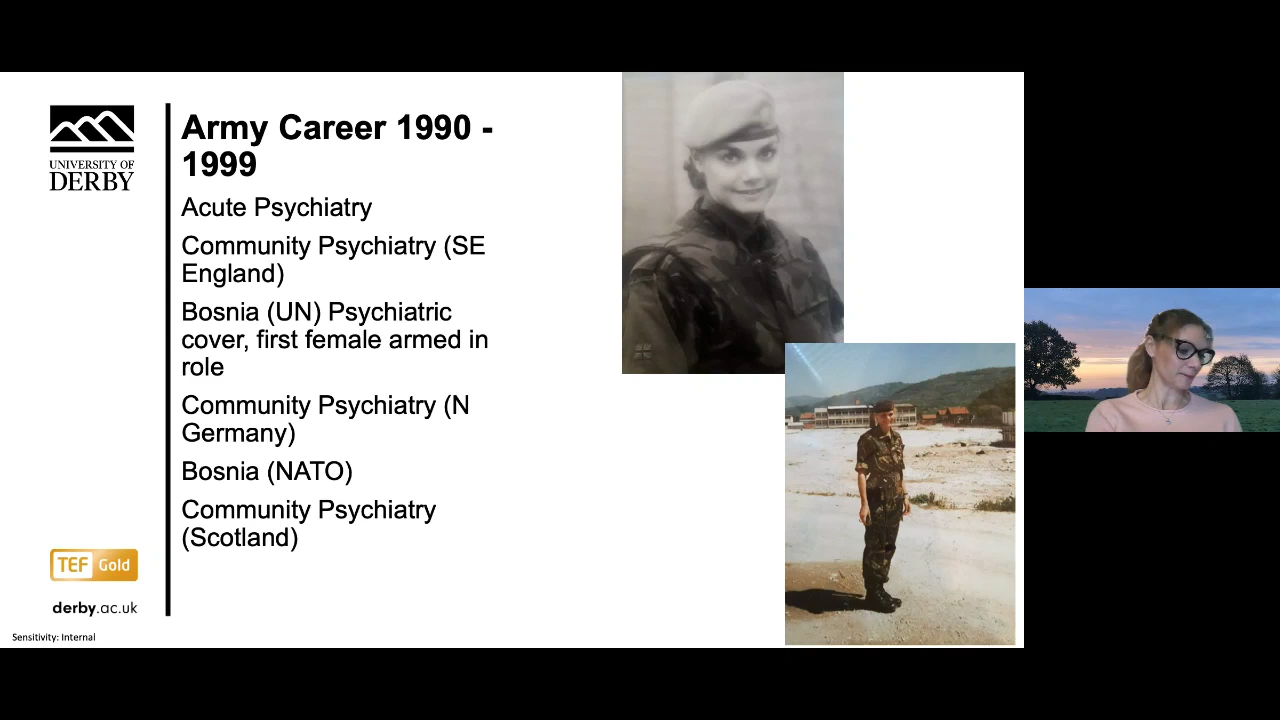 UNIVERSITY OF
DERBY
Army Career 1990 -
1999
Acute Psychiatry
Community Psychiatry (SE
England)
Bosnia (UN) Psychiatric
cover, first female armed in
role
Community Psychiatry (N
Germany)
Bosnia (NATO)
Community Psychiatry
(Scotland)
TEF Gold
derby.ac.uk
Sensitivity: Internal